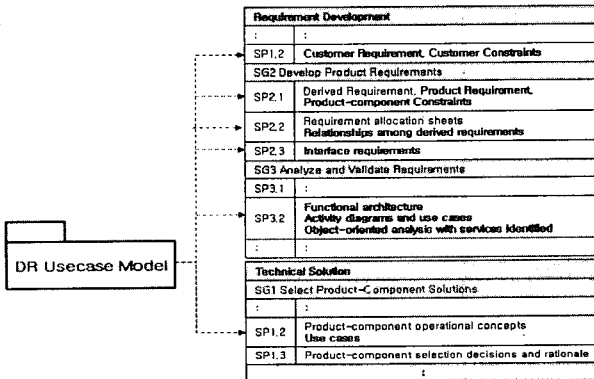 Requirement Development
: :
SP1,2 Customer Requirement, Customer Constraints
SG2 Develop Product Requirements
SP2,1 Derived Requirement, Product Requirement,
Product-component Constraints
SP2,2 Requirement allocation sheets
Relationships among derived requirements
SP2,3 Interface requirements
SG3 Analyze and Validate Requirements
SP3,1 :
SP3,2 Functional architecture
Activity diagrams and use cases
Object-oriented analysis with services identified
: :
DR Usecase Model
Technical Solution
SG1 Select Product-Component Solutions
: :
SP1,2 Product-component operational concepts
Use cases
SP1,3 Product-component selection decisions and rationale
: